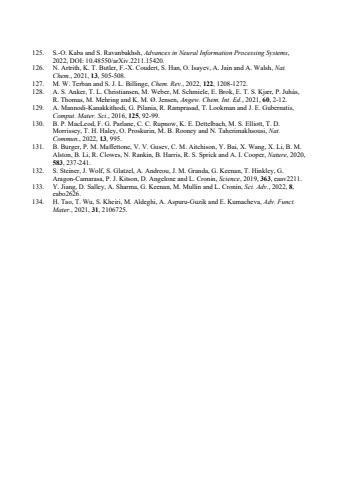 125. S.-O. Kaba and S. Ravanbakhsh, Advances in Neural Information Processing Systems,
2022, DOI: 10.48550/arXiv.2211.15420.
126. N. Artrith, K. T. Butler, F.-X. Coudert, S. Han, O. Isayev, A. Jain and A. Walsh, Nat.
Chem., 2021, 13, 505-508.
127. M. W. Terban and S. J. L. Billinge, Chem. Rev., 2022, 122, 1208-1272.
128. A. S. Anker, T. L. Christiansen, M. Weber, M. Schmiele, E. Brok, E. T. S. Kjær, P. Juhás,
R. Thomas, M. Mehring and K. M. Ø. Jensen, Angew. Chem. Int. Ed., 2021, 60, 2-12.
129. A. Mannodi-Kanakkithodi, G. Pilania, R. Ramprasad, T. Lookman and J. E. Gubernatis,
Comput. Mater. Sci., 2016, 125, 92-99.
130. B. P. MacLeod, F. G. Parlane, C. C. Rupnow, K. E. Dettelbach, M. S. Elliott, T. D.
Morrissey, T. H. Haley, O. Proskurin, M. B. Rooney and N. Taherimakhsousi, Nat.
Commun., 2022, 13, 995.
131. B. Burger, P. M. Maffettone, V. V. Gusev, C. M. Aitchison, Y. Bai, X. Wang, X. Li, B. M.
Alston, B. Li, R. Clowes, N. Rankin, B. Harris, R. S. Sprick and A. I. Cooper, Nature, 2020,
583, 237-241.
132. S. Steiner, J. Wolf, S. Glatzel, A. Andreou, J. M. Granda, G. Keenan, T. Hinkley, G.
Aragon-Camarasa, P. J. Kitson, D. Angelone and L. Cronin, Science, 2019, 363, eaav2211.
133. Y. Jiang, D. Salley, A. Sharma, G. Keenan, M. Mullin and L. Cronin, Sci. Adv., 2022, 8,
eabo2626.
134. H. Tao, T. Wu, S. Kheiri, M. Aldeghi, A. Aspuru-Guzik and E. Kumacheva, Adv. Funct.
Mater., 2021, 31, 2106725.